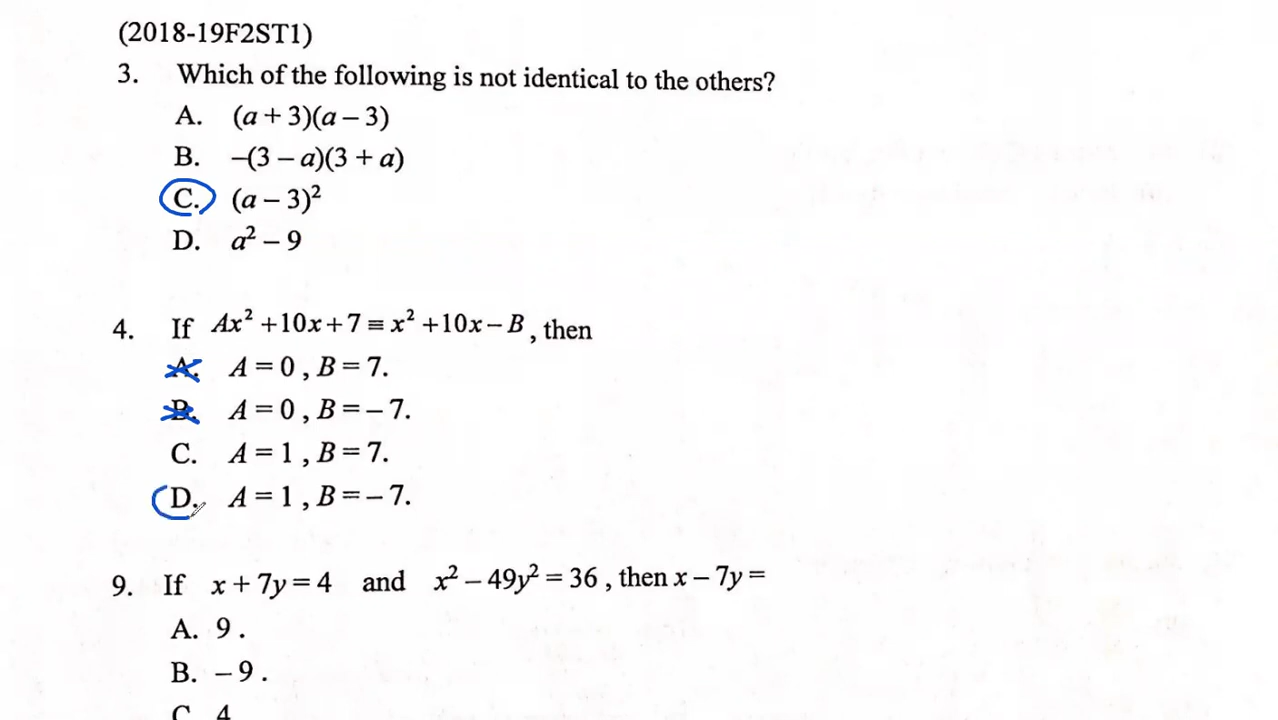 (2018-19F2ST1)
3. Which of the following is not identical to the others?
A. (a + 3)(a – 3)
B. –(3 – a)(3 + a)
C. (a – 3)²
D. a² – 9
4. If Ax² +10x+7 ≡ x² +10x – B , then
A. A = 0 , B = 7.
B. A = 0 , B = – 7.
C. A = 1 , B = 7.
D. A = 1 , B = – 7.
9. If x + 7y = 4 and x² – 49y² = 36 , then x – 7y =
A. 9 .
B. – 9 .
C. 4